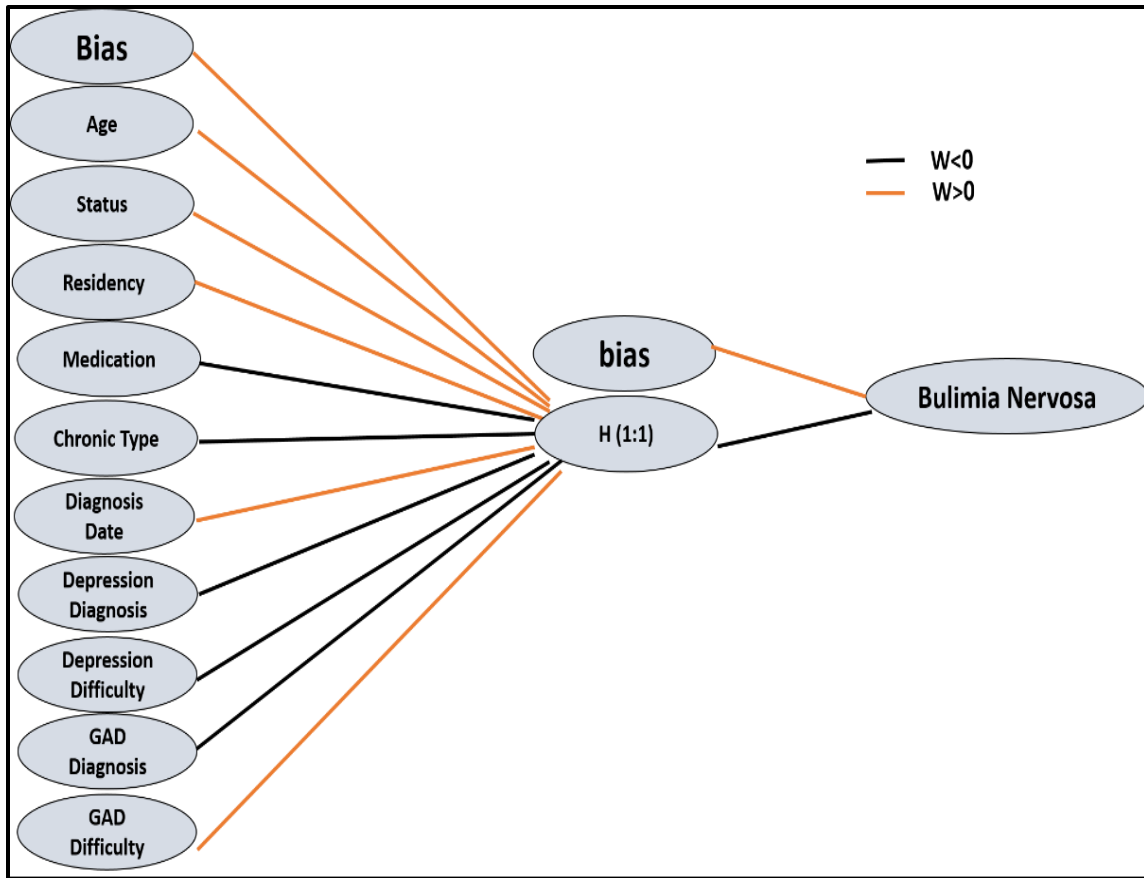 Bias
Age
Status
Residency
Medication
Chronic Type
Diagnosis
Date
Depression
Diagnosis
Depression
Difficulty
GAD
Diagnosis
GAD
Difficulty
bias
H (1:1)
Bulimia Nervosa
W<0
W>0